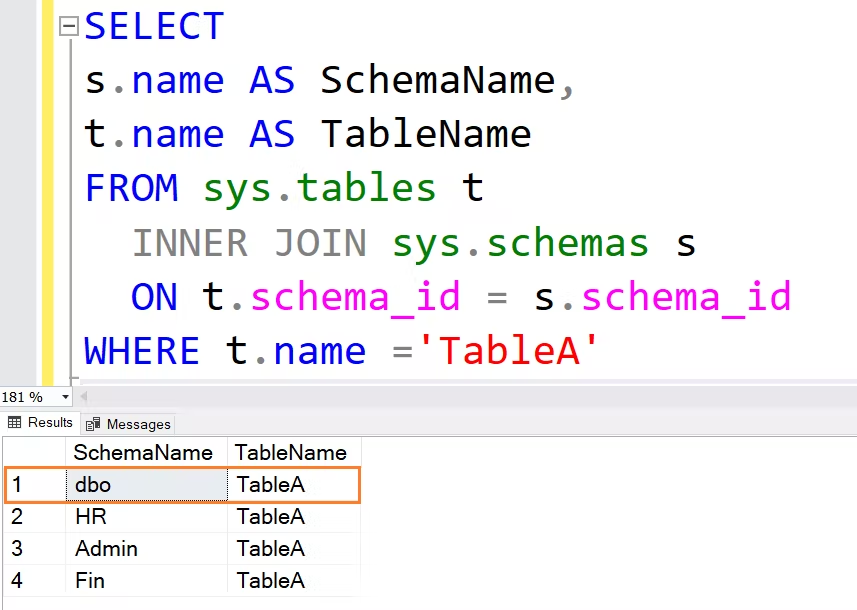 SELECT
s.name AS SchemaName,
t.name AS TableName
FROM sys.tables t
INNER JOIN sys.schemas s
ON t.schema_id = s.schema_id
WHERE t.name ='TableA'
181 %
Results Messages
SchemaName TableName
1 dbo TableA
2 HR TableA
3 Admin TableA
4 Fin TableA